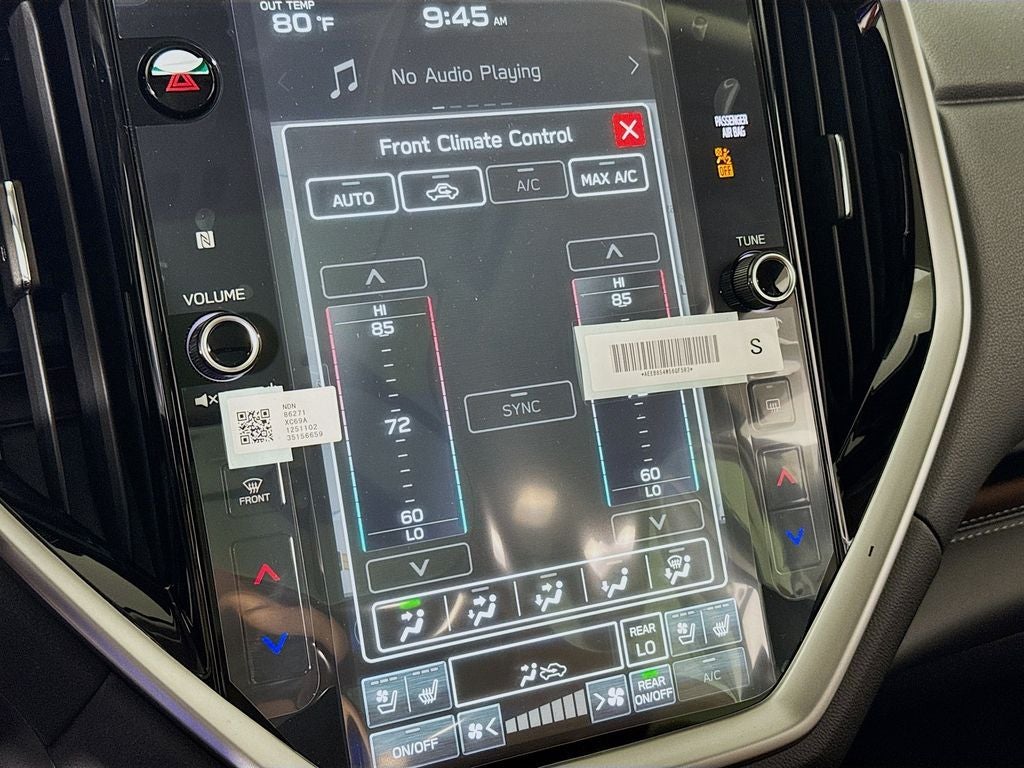 OUT TEMP
80°F
9:45 AM
No Audio Playing
Front Climate Control
PASSENGER
AIR BAG
OFF
AUTO
A/C
MAX A/C
TUNE
VOLUME
HI
85
72
60
LO
HI
85
60
LO
SYNC
S
NDN
86271
XC69A
1251102
35156659
FRONT
REAR
LO
REAR
ON/OFF
A/C
ON/OFF